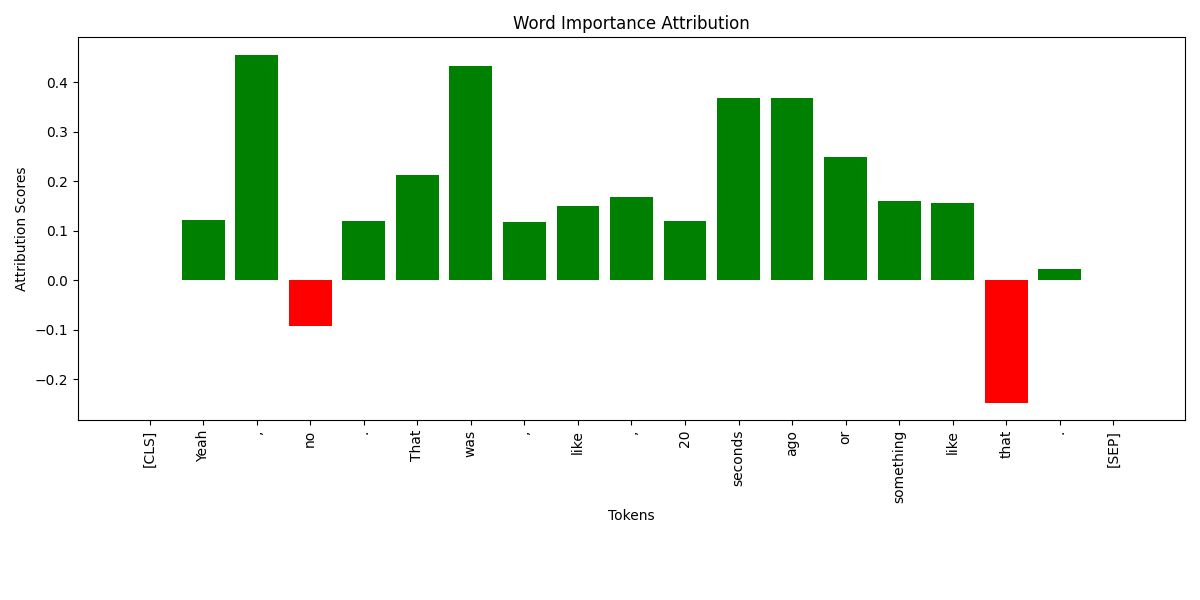 Word Importance Attribution
Attribution Scores
0.4
0.3
0.2
0.1
0.0
−0.1
−0.2
[CLS]
Yeah
,
no
.
That
was
,
like
,
20
seconds
ago
or
something
like
that
.
[SEP]
Tokens